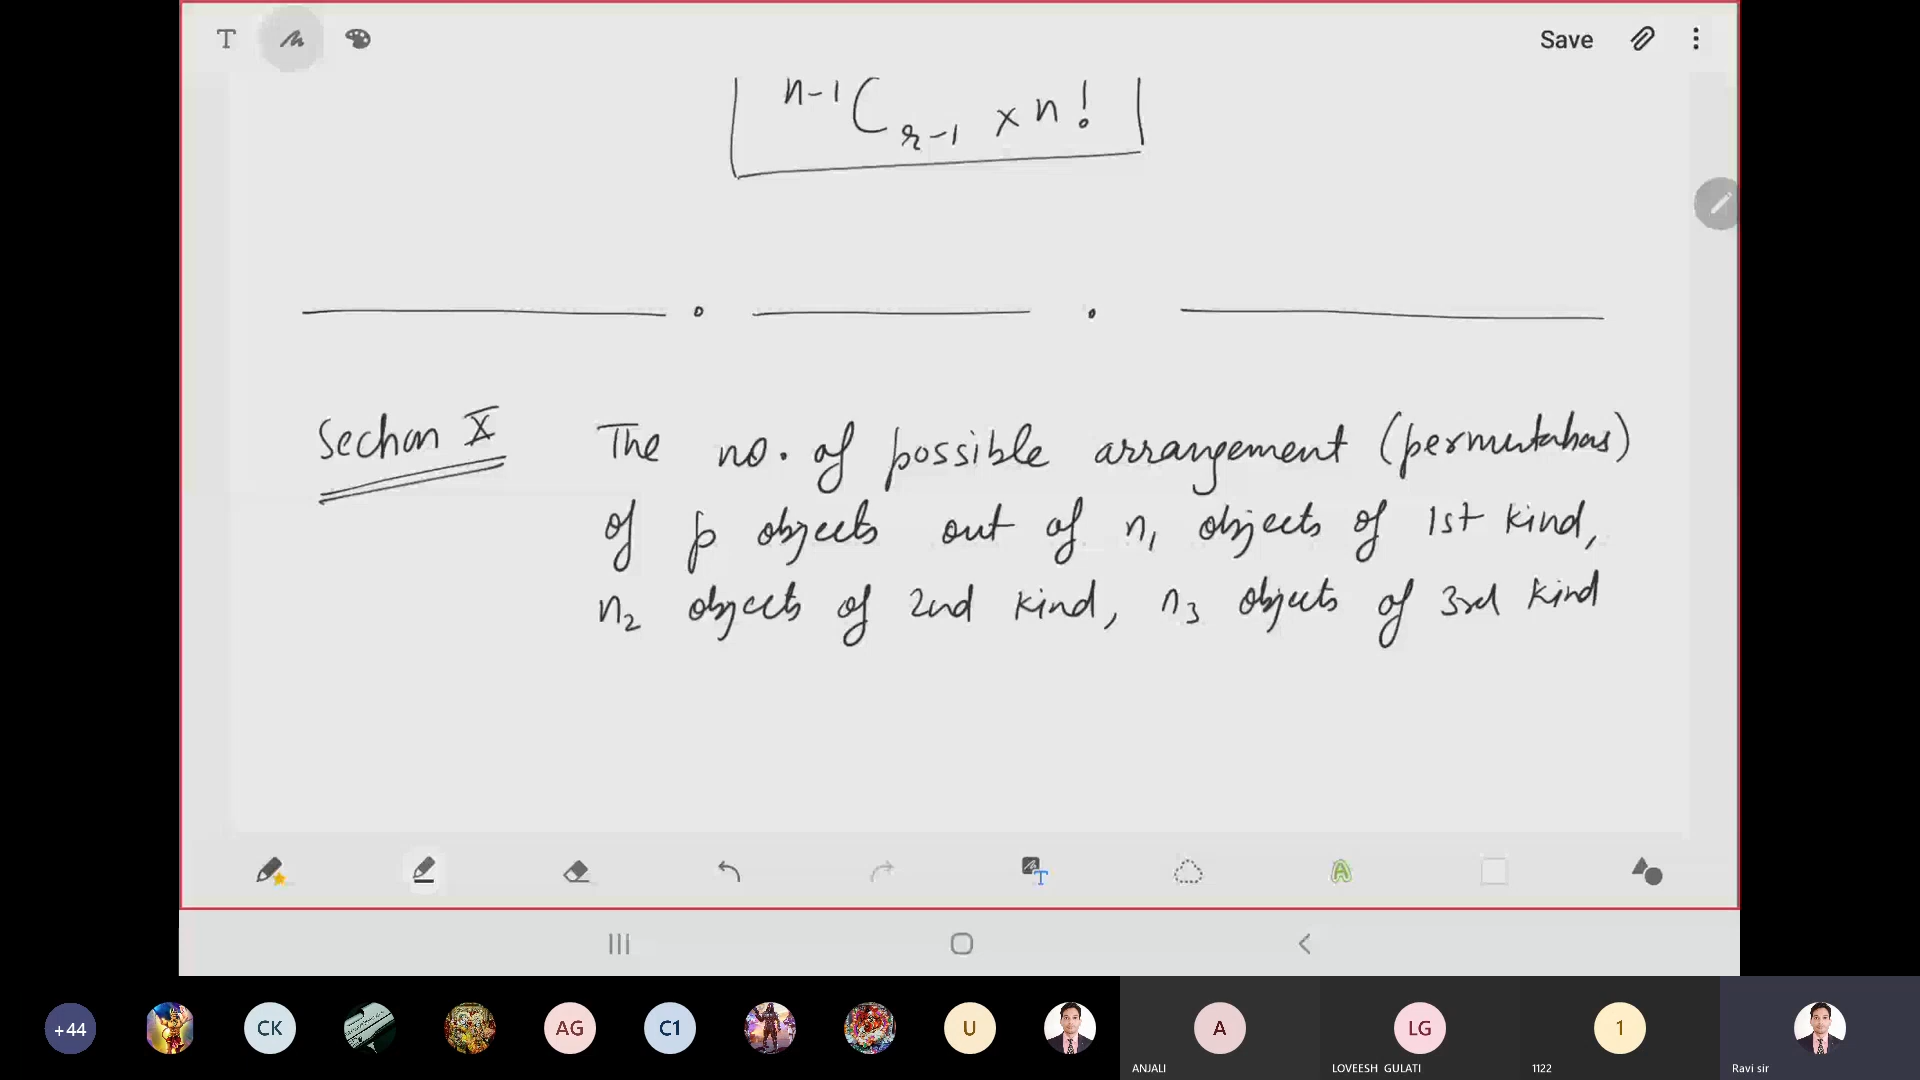 T
Save
n-1 C r-1 × n!
Section X The no. of possible arrangement (permutations)
of p objects out of n1 objects of 1st kind,
n2 objects of 2nd kind, n3 objects of 3rd kind
T
A
+44
CK
AG
C1
U
A
LG
1
ANJALI
LOVEESH GULATI
1122
Ravi sir